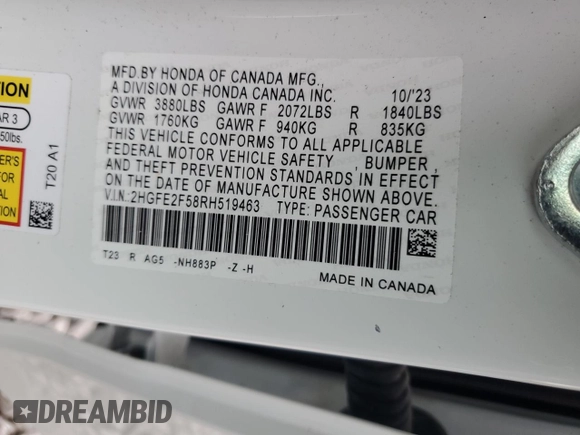 MFD.BY HONDA OF CANADA MFG.,
A DIVISION OF HONDA CANADA INC. 10/'23
GVWR 3880LBS GAWR F 2072LBS R 1840LBS
GVWR 1760KG GAWR F 940KG R 835KG
THIS VEHICLE CONFORMS TO ALL APPLICABLE
FEDERAL MOTOR VEHICLE SAFETY , BUMPER ,
AND THEFT PREVENTION STANDARDS IN EFFECT
ON THE DATE OF MANUFACTURE SHOWN ABOVE.
V.I.N.:2HGFE2F58RH519463 TYPE: PASSENGER CAR
T23 R AG5 -NH883P -Z -H
MADE IN CANADA
AR 3
50lbs.
T20 A1
DREAMBID